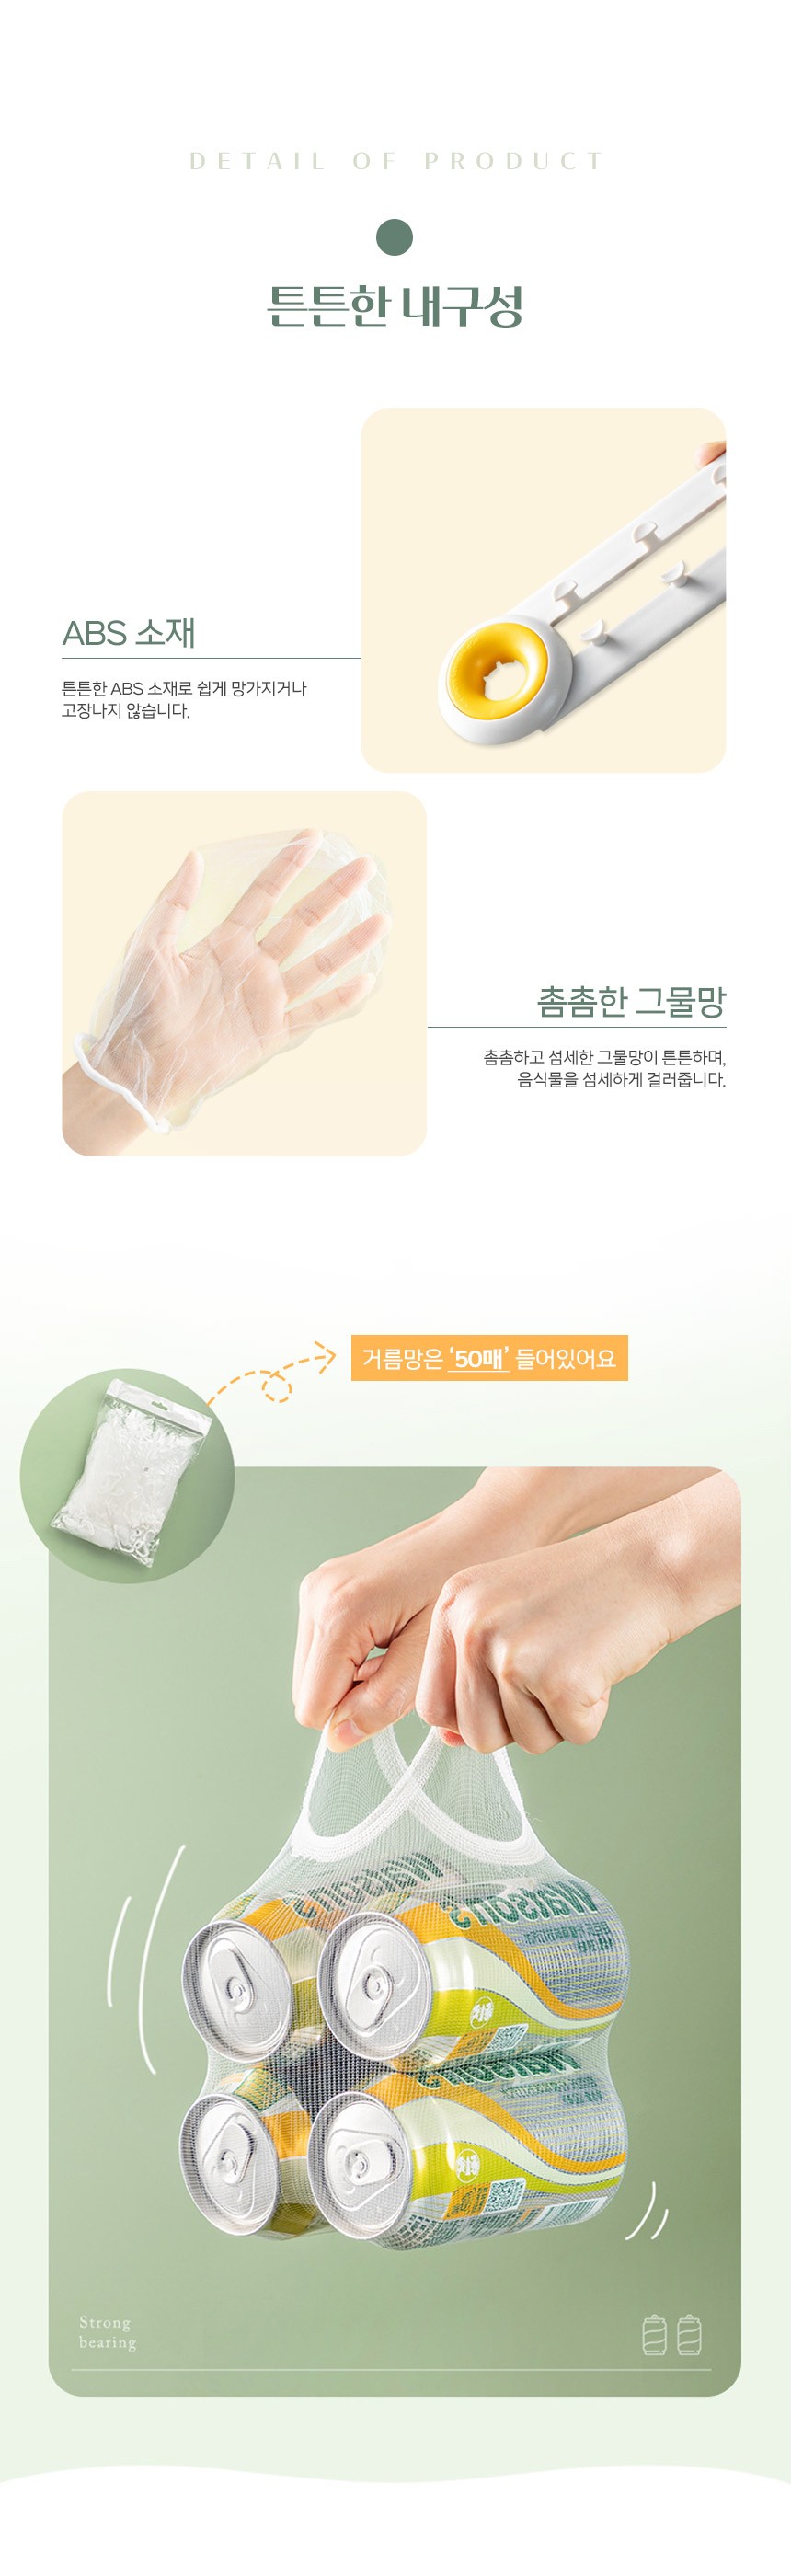 DETAIL OF PRODUCT
튼튼한 내구성
ABS 소재
튼튼한 ABS 소재로 쉽게 망가지거나
고장나지 않습니다.
촘촘한 그물망
촘촘하고 섬세한 그물망이 튼튼하며,
음식물을 섬세하게 걸러줍니다.
거름망은 ‘50매’ 들어있어요
Strong
bearing